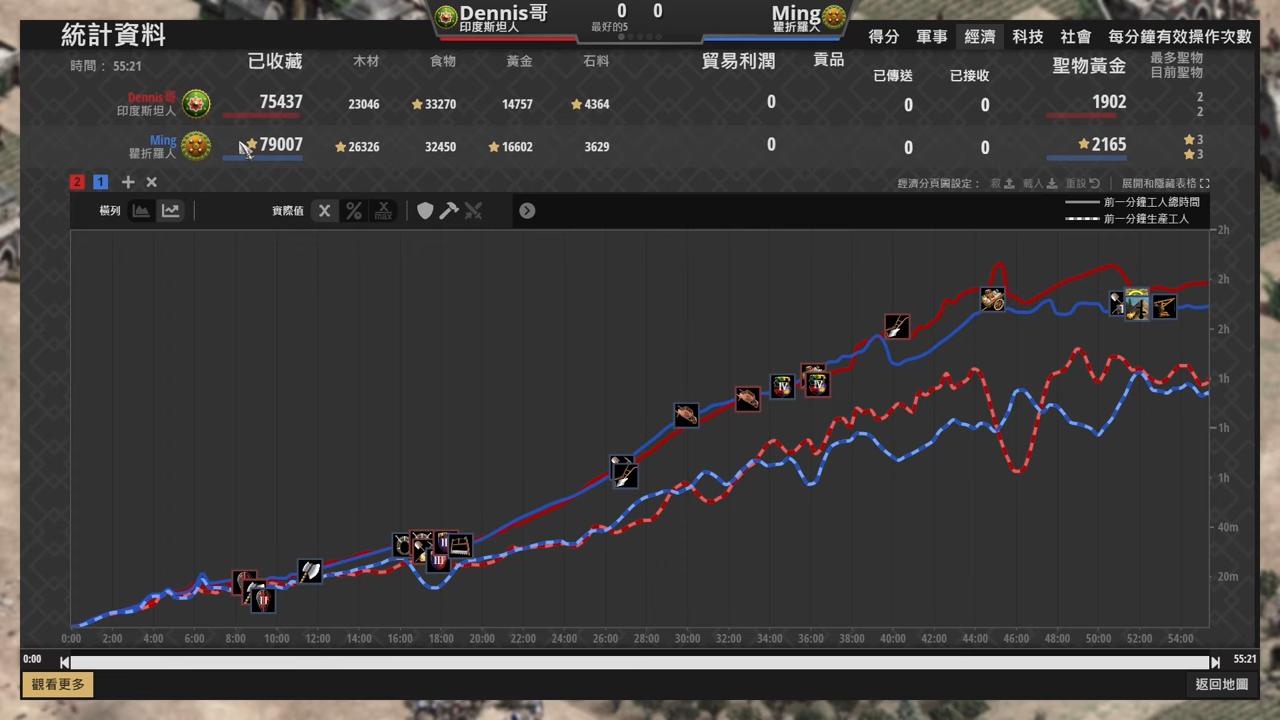 Dennis哥
印度斯坦人
0 0
最好的5
Ming
瞿折羅人
統計資料
得分 軍事 經濟 科技 社會 每分鐘有效操作次數
時間： 55:21
已收藏 木材 食物 黃金 石料 貿易利潤 貢品 已傳送 已接收 聖物黃金 最多聖物 目前聖物
Dennis哥
印度斯坦人
75437 23046 33270 14757 4364 0 0 0 1902 2 2
Ming
瞿折羅人
79007 26326 32450 16602 3629 0 0 0 2165 3 3
2 1 + ×
經濟分頁圖設定： 載入 重設 展開和隱藏表格
橫列 實際值 X % X max
前一分鐘工人總時間
前一分鐘生產工人
2h
2h
2h
1h
1h
1h
40m
20m
II
III
II
IV
IV
0:00 2:00 4:00 6:00 8:00 10:00 12:00 14:00 16:00 18:00 20:00 22:00 24:00 26:00 28:00 30:00 32:00 34:00 36:00 38:00 40:00 42:00 44:00 46:00 48:00 50:00 52:00 54:00
0:00 55:21
觀看更多 返回地圖